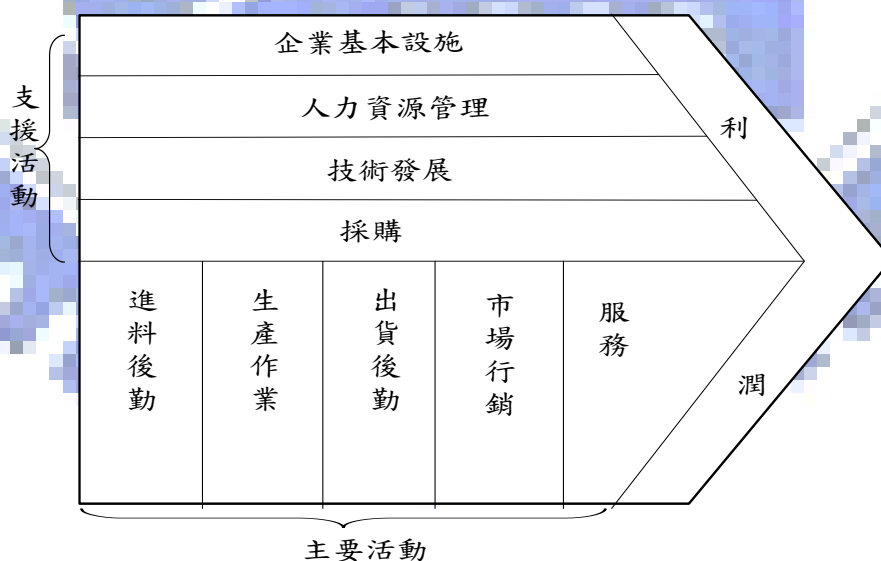 企業基本設施
人力資源管理
技術發展
採購
支援活動
利潤
進料後勤
生產作業
出貨後勤
市場行銷
服務
主要活動